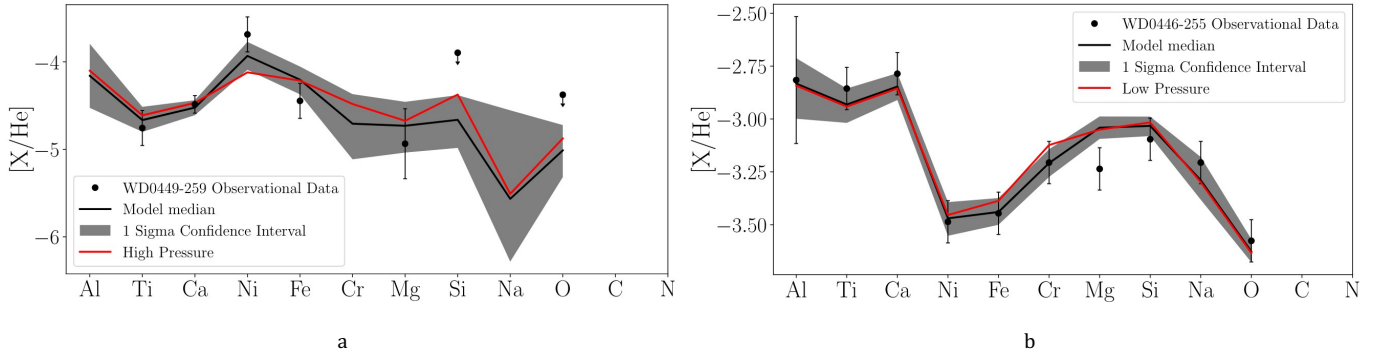 [X/He]
−4
−5
−6
WD0449-259 Observational Data
Model median
1 Sigma Confidence Interval
High Pressure
Al Ti Ca Ni Fe Cr Mg Si Na O C N
a
[X/He]
−2.50
−2.75
−3.00
−3.25
−3.50
WD0446-255 Observational Data
Model median
1 Sigma Confidence Interval
Low Pressure
Al Ti Ca Ni Fe Cr Mg Si Na O C N
b